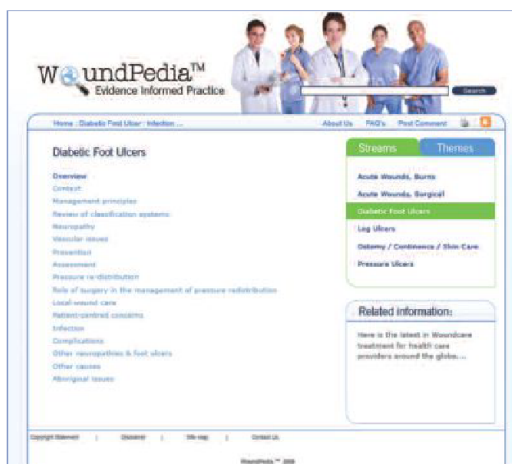 WoundPedia™
Evidence Informed Practice
Search
Home : Diabetic Foot Ulcer : Infection ...
About Us
FAQ's
Post Comment
Diabetic Foot Ulcers
Overview
Context
Management principles
Review of classification systems
Neuropathy
Vascular issues
Prevention
Assessment
Pressure re-distribution
Role of surgery in the management of pressure redistribution
Local wound care
Patient-centred concerns
Infection
Complications
Other neuropathies & foot ulcers
Other causes
Aboriginal issues
Streams
Themes
Acute Wounds, Burns
Acute Wounds, Surgical
Diabetic Foot Ulcers
Leg Ulcers
Ostomy / Continence / Skin Care
Pressure Ulcers
Related information:
Here is the latest in Woundcare
treatment for health care
providers around the globe....
Copyright Statement | Disclaimer | Site map | Contact Us
WoundPedia ™ 2008